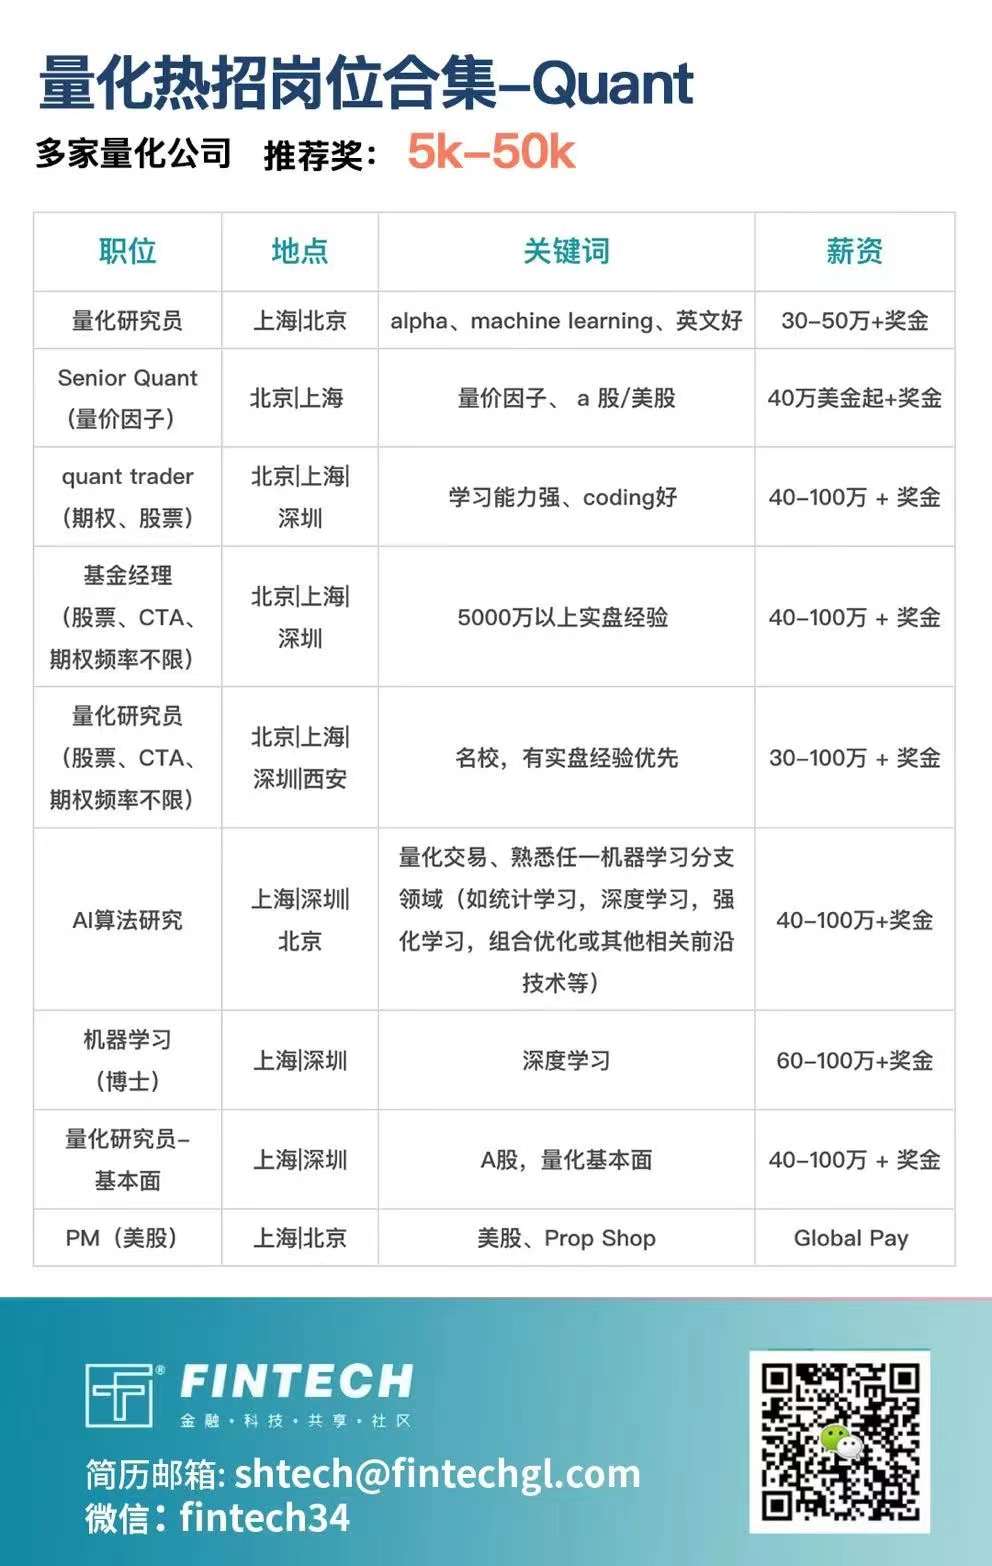 量化热招岗位合集-Quant
多家量化公司 推荐奖： 5k-50k
职位 地点 关键词 薪资
量化研究员 上海|北京 alpha、machine learning、英文好 30-50万+奖金
Senior Quant
（量价因子）
北京|上海
量价因子、 a 股/美股
40万美金起+奖金
quant trader
（期权、股票）
北京|上海|
深圳
学习能力强、coding好
40-100万 + 奖金
基金经理
（股票、CTA、
期权频率不限）
北京|上海|
深圳
5000万以上实盘经验
40-100万 + 奖金
量化研究员
（股票、CTA、
期权频率不限）
北京|上海|
深圳|西安
名校，有实盘经验优先
30-100万 + 奖金
AI算法研究
上海|深圳|
北京
量化交易、熟悉任一机器学习分支
领域（如统计学习，深度学习，强
化学习，组合优化或其他相关前沿
技术等）
40-100万+奖金
机器学习
（博士）
上海|深圳
深度学习
60-100万+奖金
量化研究员-
基本面
上海|深圳
A股，量化基本面
40-100万 + 奖金
PM（美股） 上海|北京 美股、Prop Shop Global Pay
® FINTECH
金融·科技·共享·社区
简历邮箱: shtech@fintechgl.com
微信：fintech34